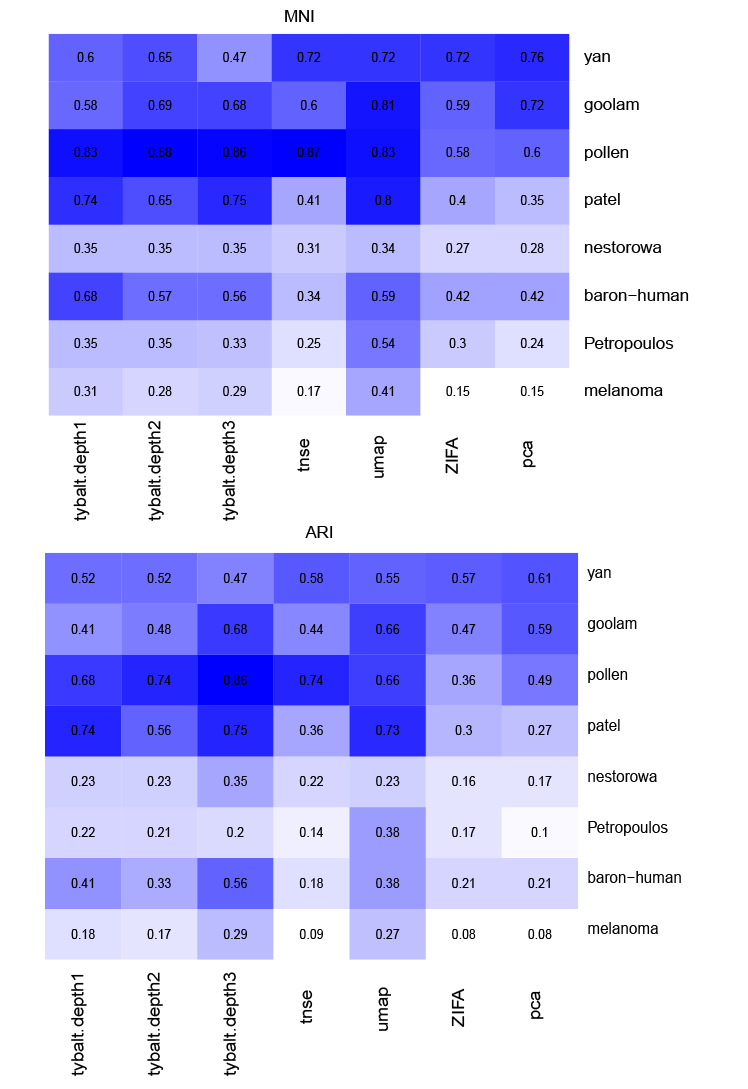 MNI
0.6 0.65 0.47 0.72 0.72 0.72 0.76 yan
0.58 0.69 0.68 0.6 0.81 0.59 0.72 goolam
0.83 0.88 0.86 0.87 0.83 0.58 0.6 pollen
0.74 0.65 0.75 0.41 0.8 0.4 0.35 patel
0.35 0.35 0.35 0.31 0.34 0.27 0.28 nestorowa
0.68 0.57 0.56 0.34 0.59 0.42 0.42 baron−human
0.35 0.35 0.33 0.25 0.54 0.3 0.24 Petropoulos
0.31 0.28 0.29 0.17 0.41 0.15 0.15 melanoma
tybalt.depth1 tybalt.depth2 tybalt.depth3 tnse umap ZIFA pca
ARI
0.52 0.52 0.47 0.58 0.55 0.57 0.61 yan
0.41 0.48 0.68 0.44 0.66 0.47 0.59 goolam
0.68 0.74 0.86 0.74 0.66 0.36 0.49 pollen
0.74 0.56 0.75 0.36 0.73 0.3 0.27 patel
0.23 0.23 0.35 0.22 0.23 0.16 0.17 nestorowa
0.22 0.21 0.2 0.14 0.38 0.17 0.1 Petropoulos
0.41 0.33 0.56 0.18 0.38 0.21 0.21 baron−human
0.18 0.17 0.29 0.09 0.27 0.08 0.08 melanoma
tybalt.depth1 tybalt.depth2 tybalt.depth3 tnse umap ZIFA pca